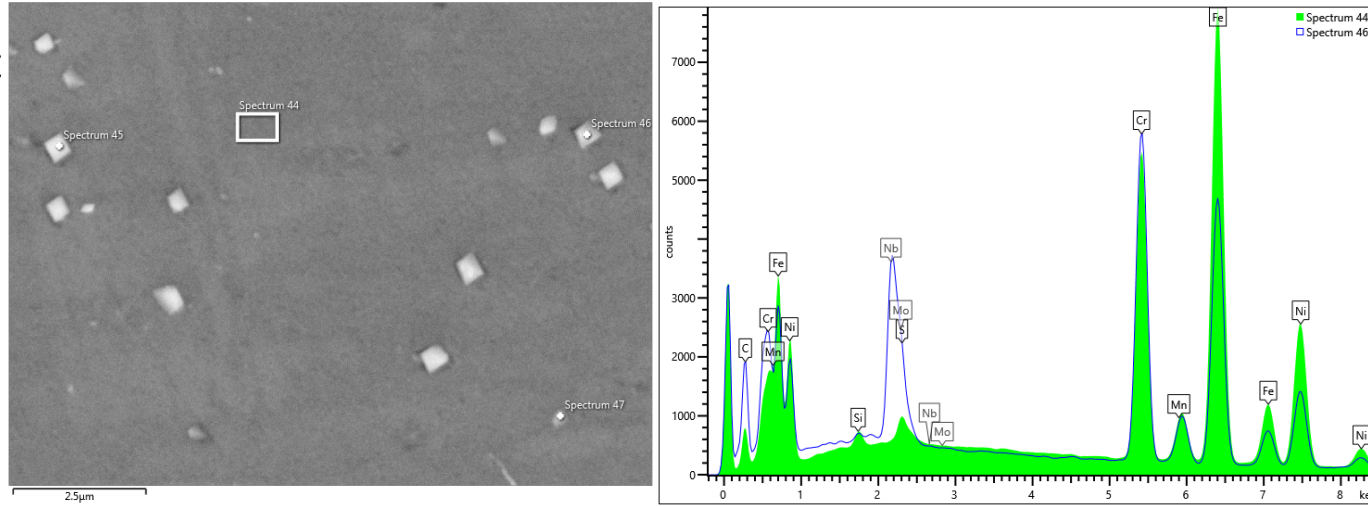 Spectrum 44
Spectrum 45
Spectrum 46
Spectrum 47
2.5μm
Spectrum 44
Spectrum 46
counts
7000
6000
5000
3000
2000
1000
0
C
Cr
Mn
Fe
Ni
Si
Nb
Mo
S
Nb
Mo
Cr
Mn
Fe
Fe
Ni
Ni
0 1 2 3 4 5 6 7 8